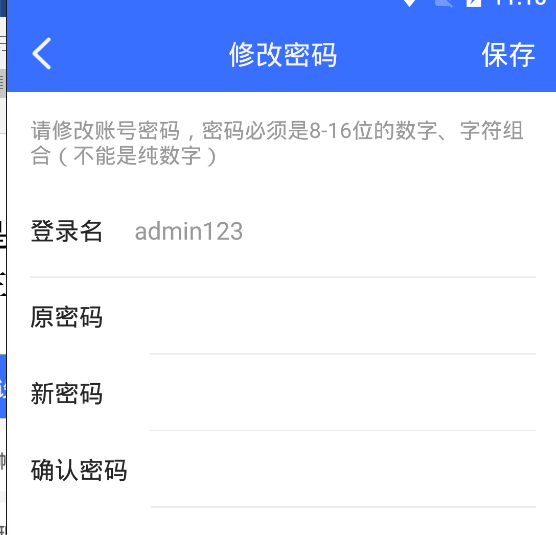 修改密码
保存
请修改账号密码，密码必须是8-16位的数字、字符组
合（不能是纯数字）
登录名 admin123
原密码
新密码
确认密码